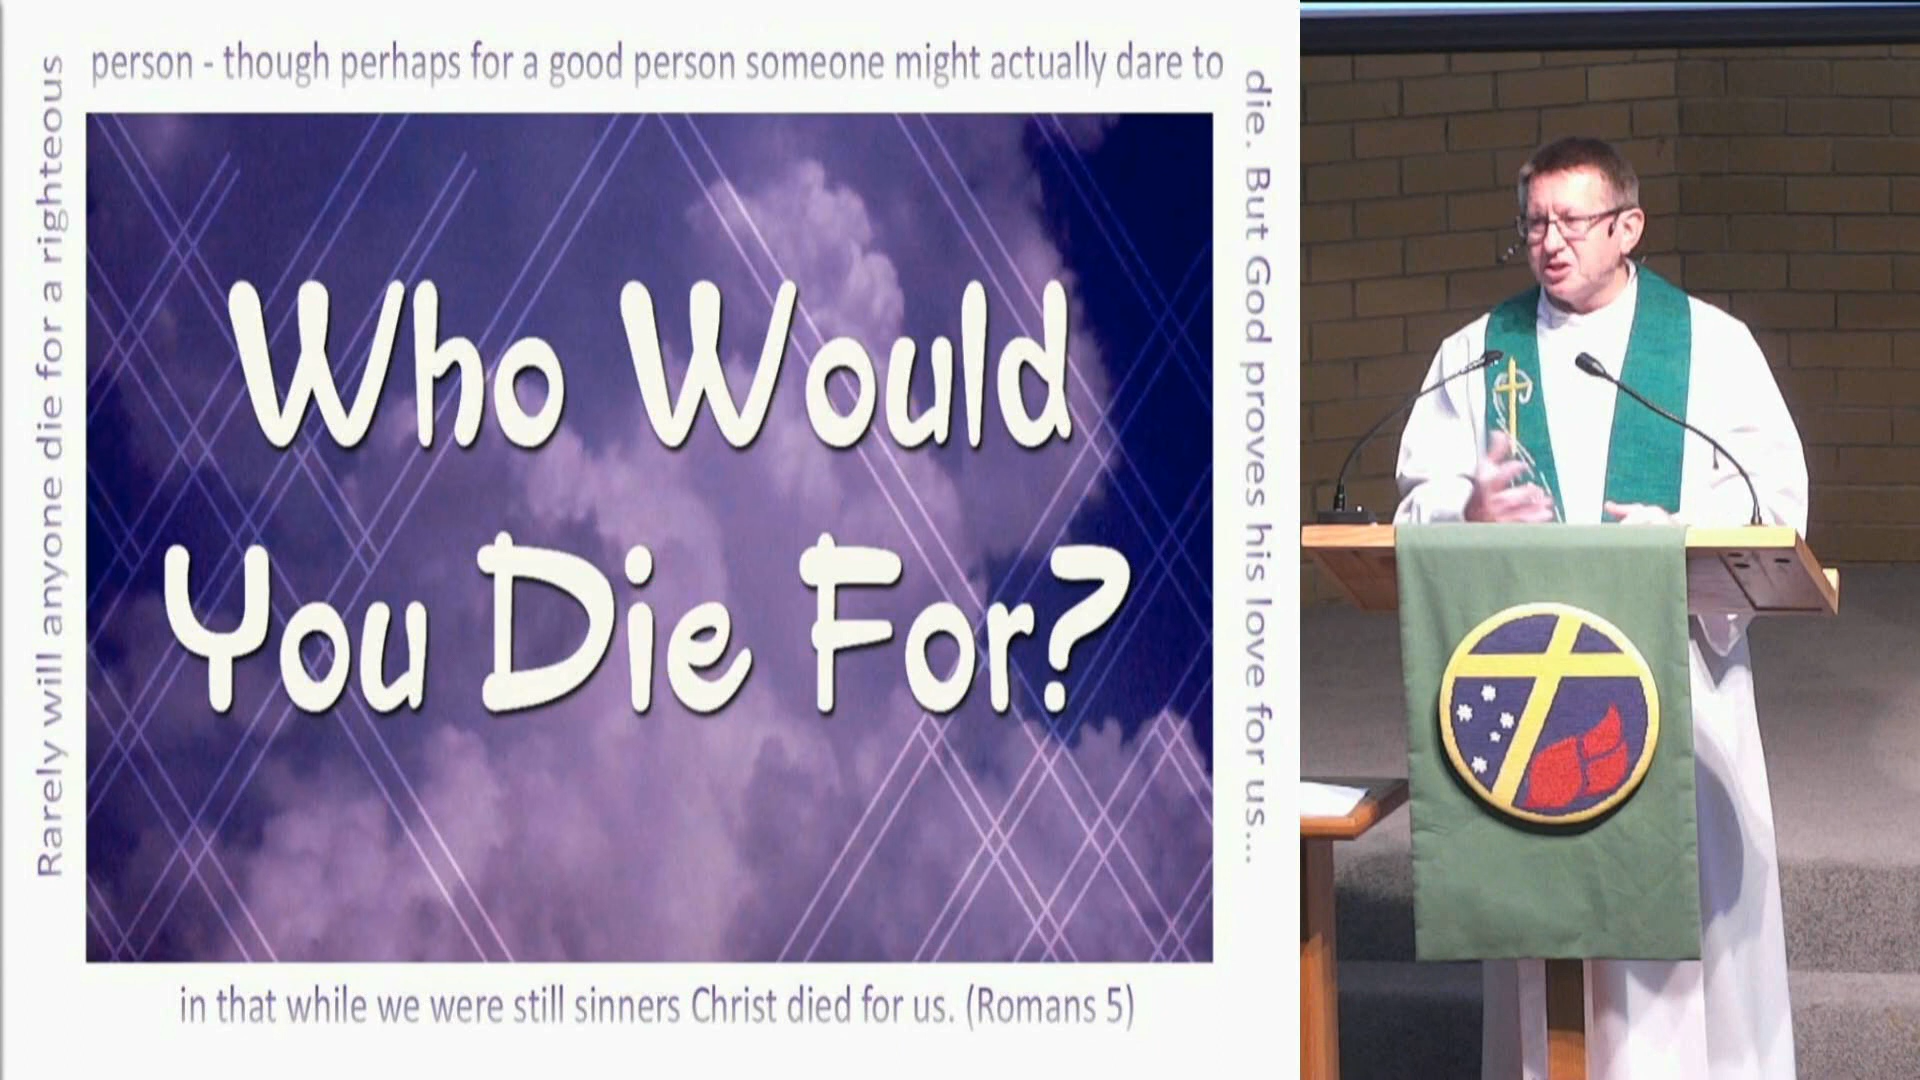 Rarely will anyone die for a righteous
person - though perhaps for a good person someone might actually dare to
die. But God proves his love for us...
in that while we were still sinners Christ died for us. (Romans 5)
Who Would
You Die For?